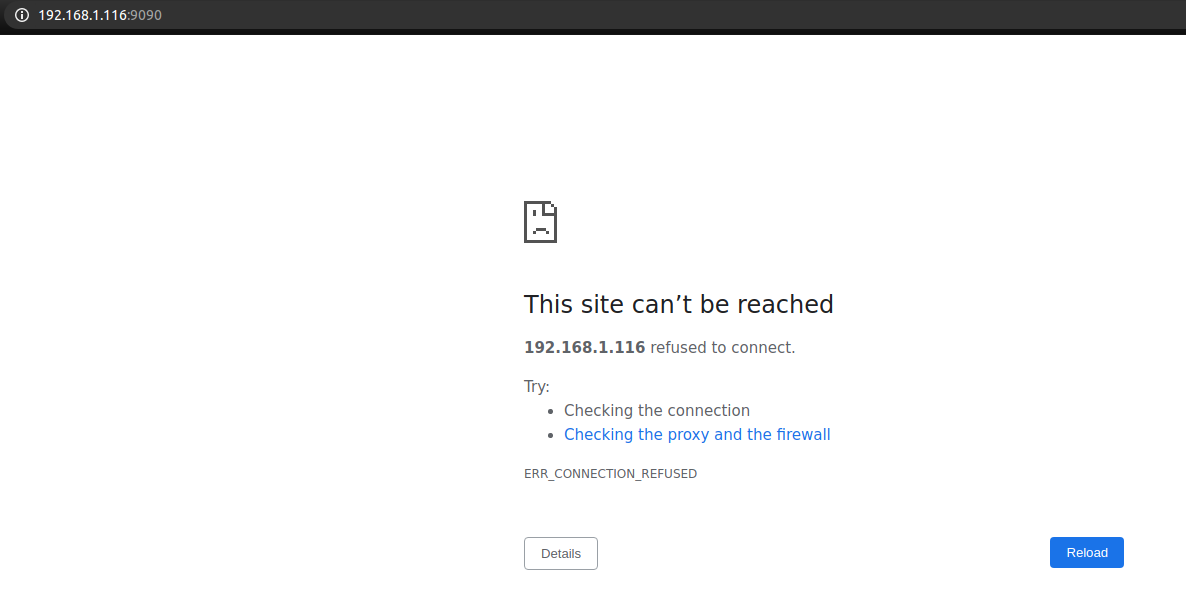 192.168.1.116:9090
This site can’t be reached
192.168.1.116 refused to connect.
Try:
Checking the connection
Checking the proxy and the firewall
ERR_CONNECTION_REFUSED
Details
Reload